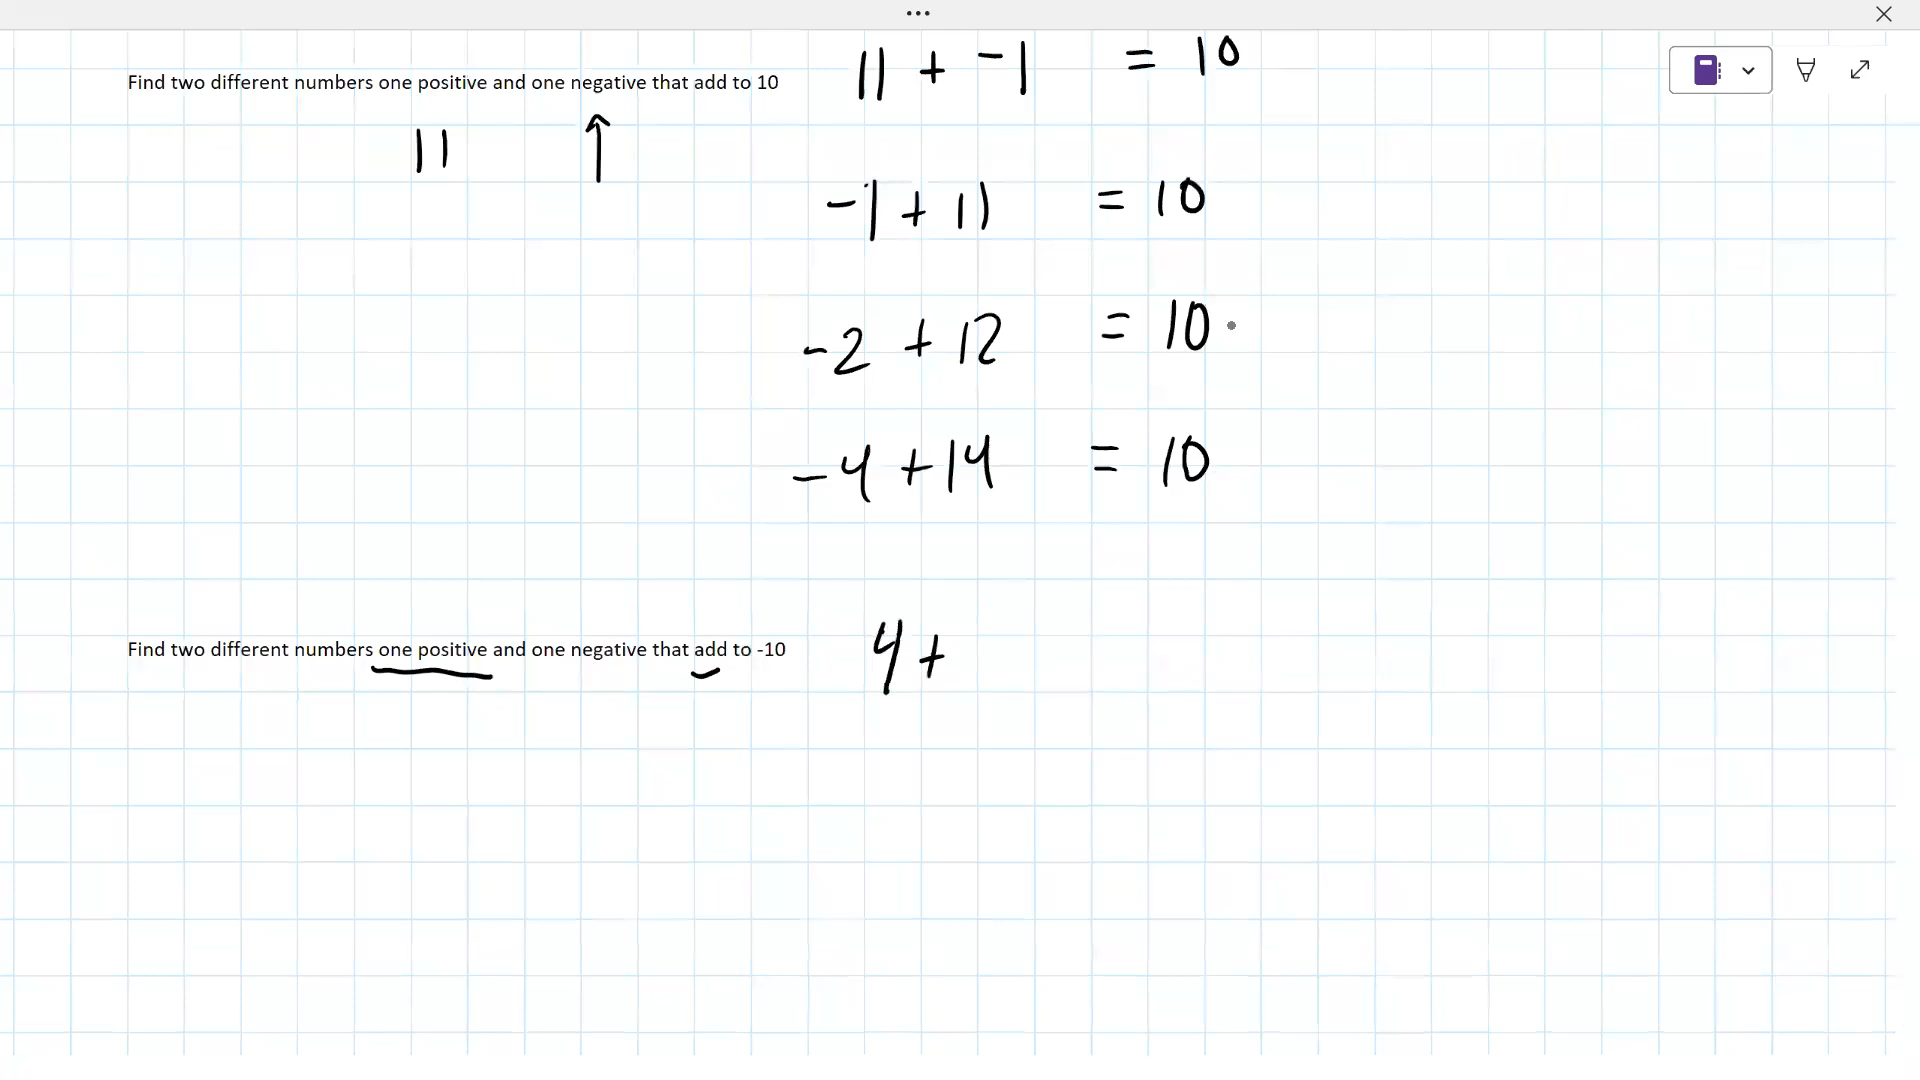 11 + -1 = 10
Find two different numbers one positive and one negative that add to 10
11
-1 + 11 = 10
-2 + 12 = 10
-4 + 14 = 10
Find two different numbers one positive and one negative that add to -10
4 +